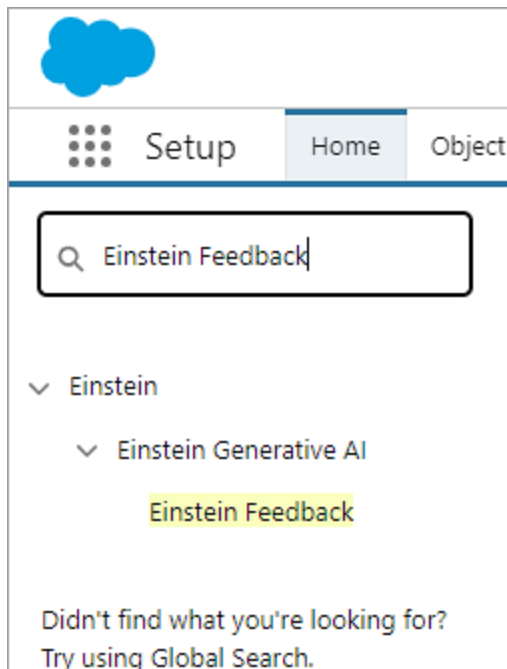 Setup
Home
Object
Einstein Feedback
Einstein
Einstein Generative AI
Einstein Feedback
Didn't find what you're looking for?
Try using Global Search.